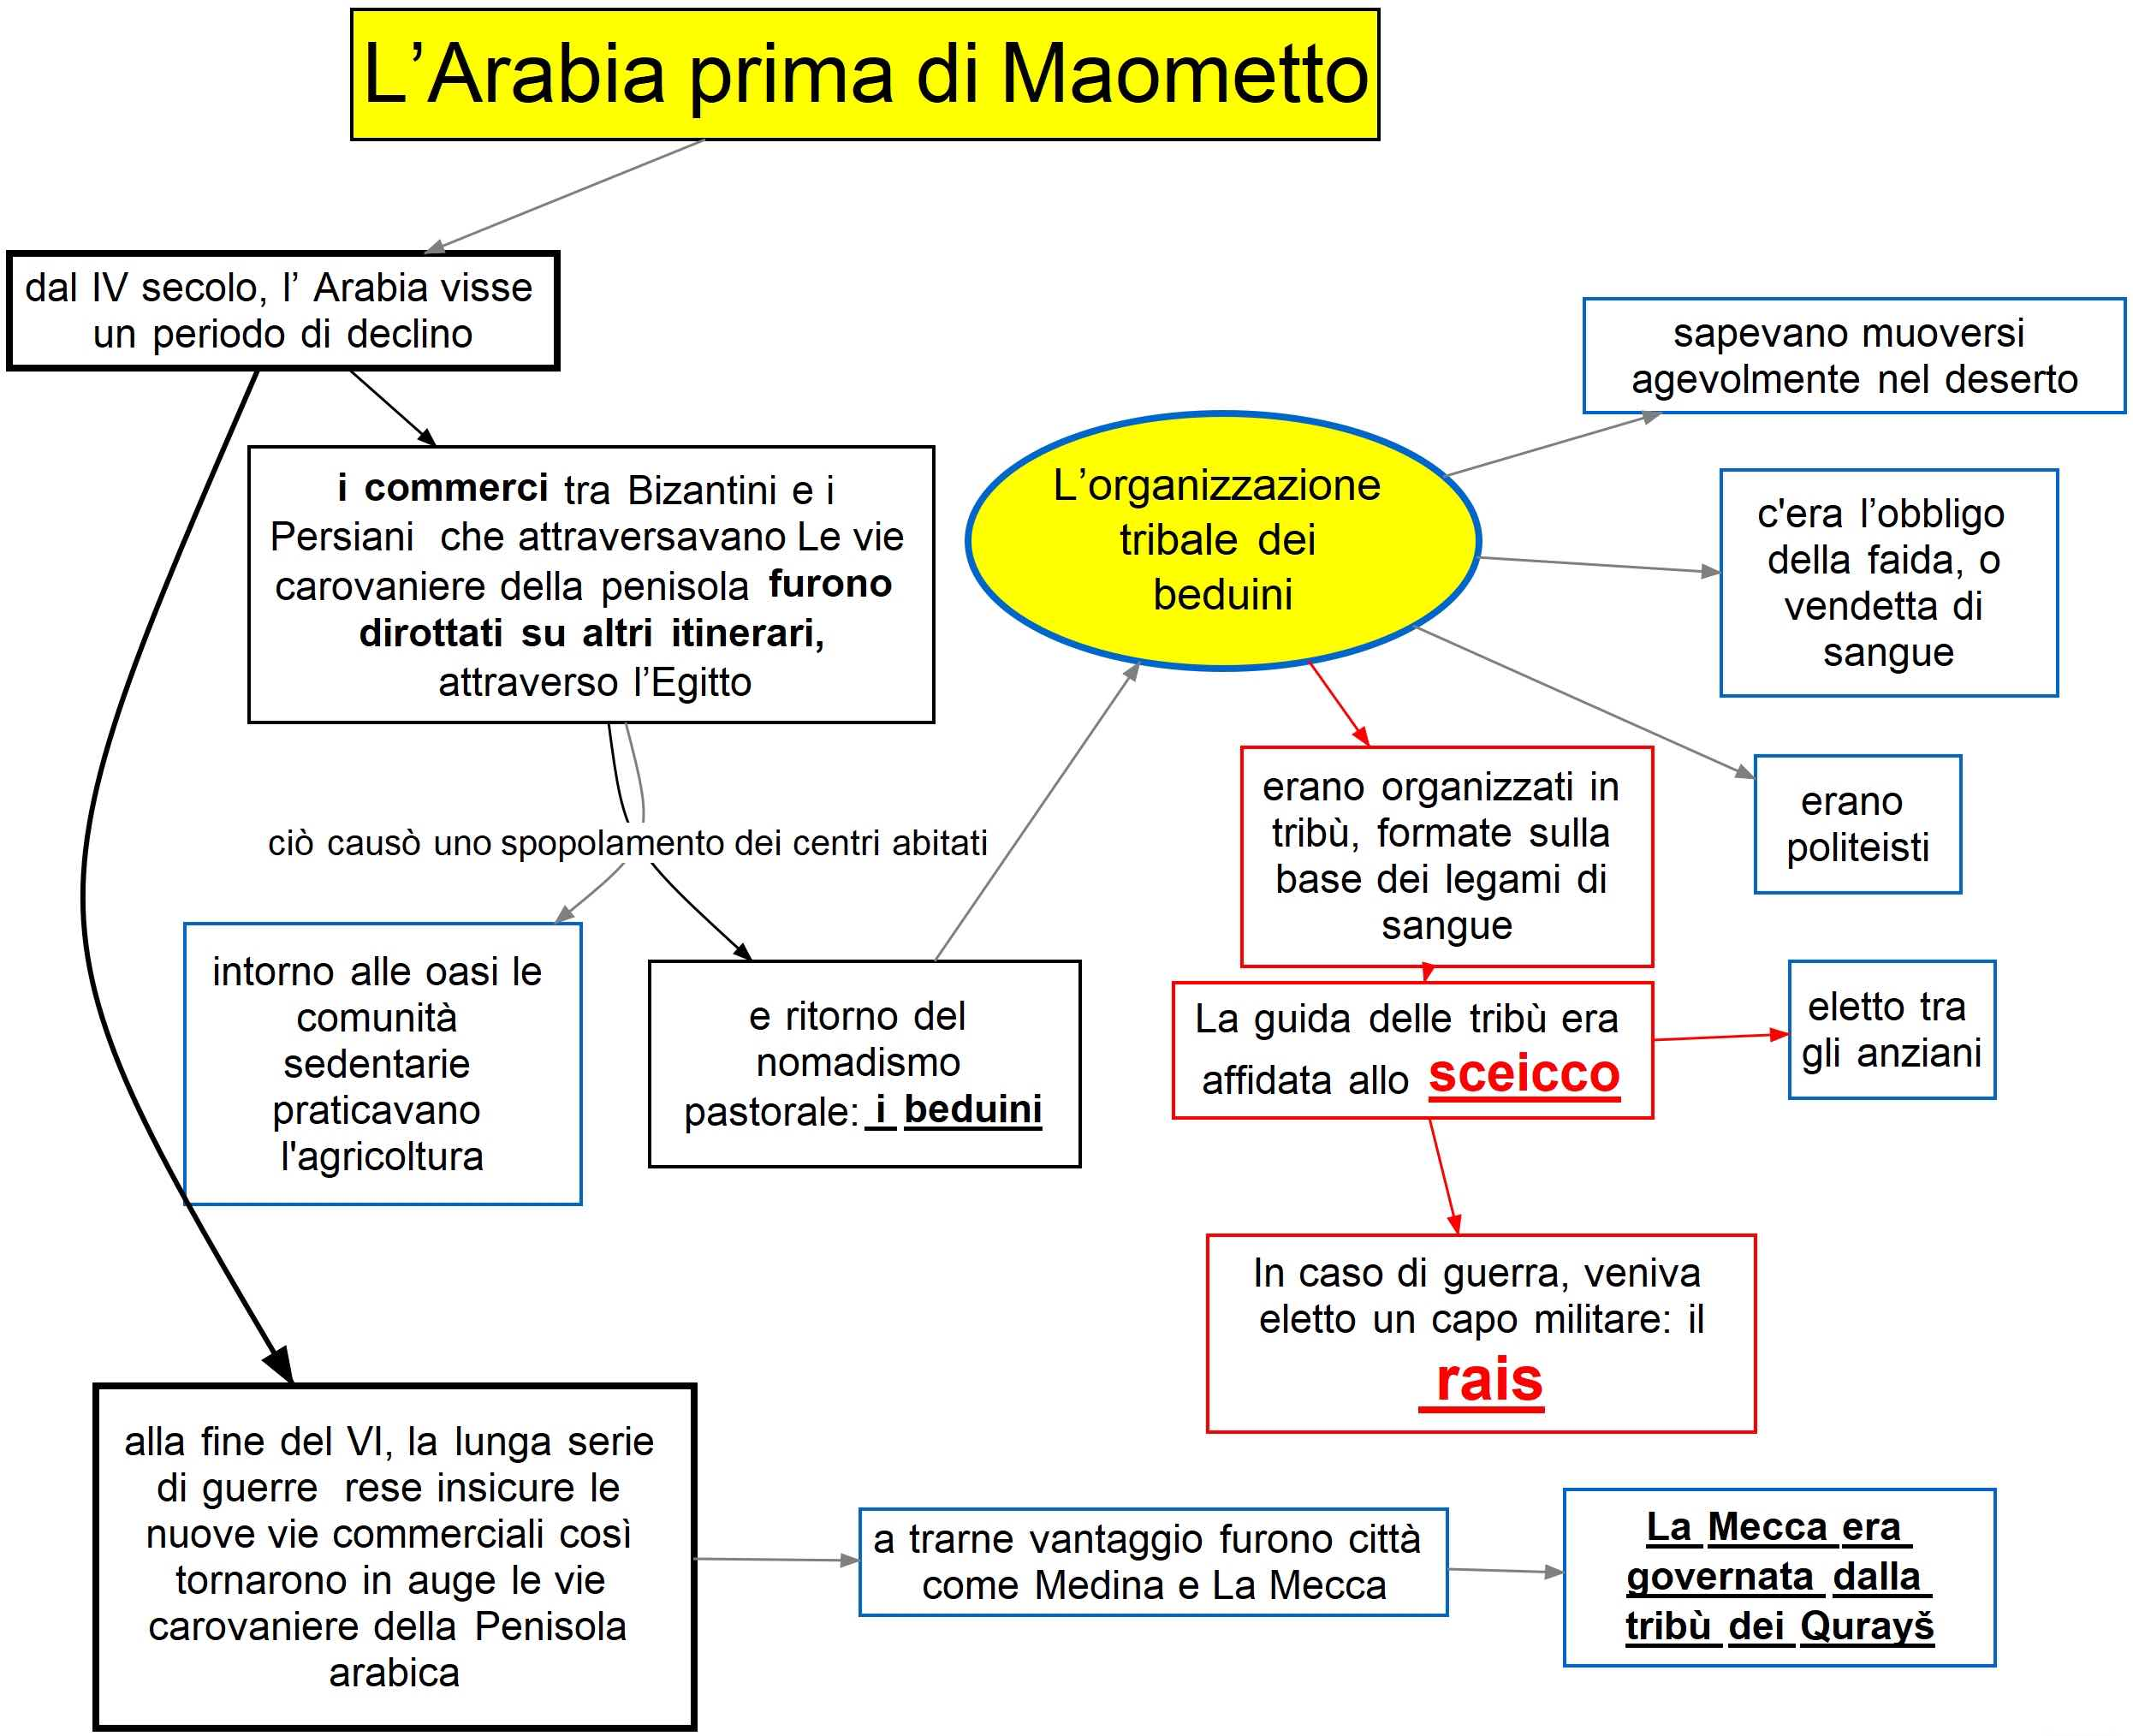 L’Arabia prima di Maometto
dal IV secolo, l’ Arabia visse
un periodo di declino
i commerci tra Bizantini e i
Persiani che attraversavano Le vie
carovaniere della penisola furono
dirottati su altri itinerari,
attraverso l’Egitto
ciò causò uno spopolamento dei centri abitati
intorno alle oasi le
comunità
sedentarie
praticavano
l'agricoltura
e ritorno del
nomadismo
pastorale: i beduini
L’organizzazione
tribale dei
beduini
sapevano muoversi
agevolmente nel deserto
c'era l’obbligo
della faida, o
vendetta di
sangue
erano
politeisti
erano organizzati in
tribù, formate sulla
base dei legami di
sangue
La guida delle tribù era
affidata allo sceicco
eletto tra
gli anziani
In caso di guerra, veniva
eletto un capo militare: il
rais
alla fine del VI, la lunga serie
di guerre rese insicure le
nuove vie commerciali così
tornarono in auge le vie
carovaniere della Penisola
arabica
a trarne vantaggio furono città
come Medina e La Mecca
La Mecca era
governata dalla
tribù dei Qurayš